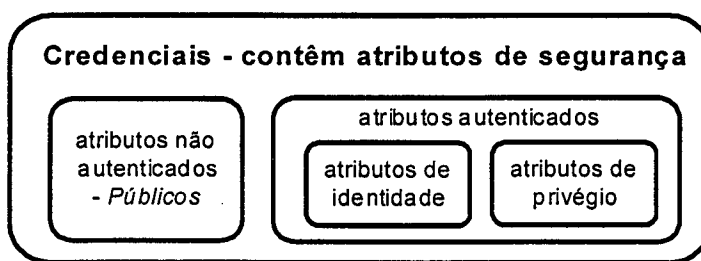 Credenciais - contêm atributos de segurança
atributos não
autenticados
- Públicos
atributos autenticados
atributos de
identidade
atributos de
privégio